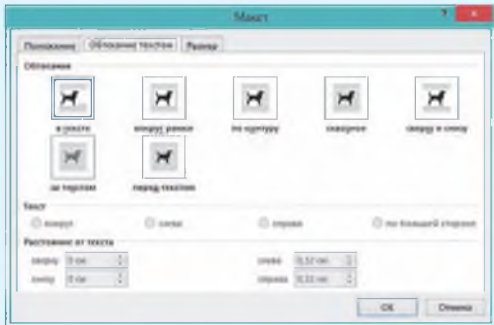 Макет
?
Положение Обтекание текстом Размер
Обтекание
в тексте вокруг рамки по контуру сквозное сверху и снизу
за текстом перед текстом
Текст
вокруг слева справа по большей стороне
Расстояние от текста
сверху 0 см слева 0,32 см
снизу 0 см справа 0,32 см
ОК Отмена